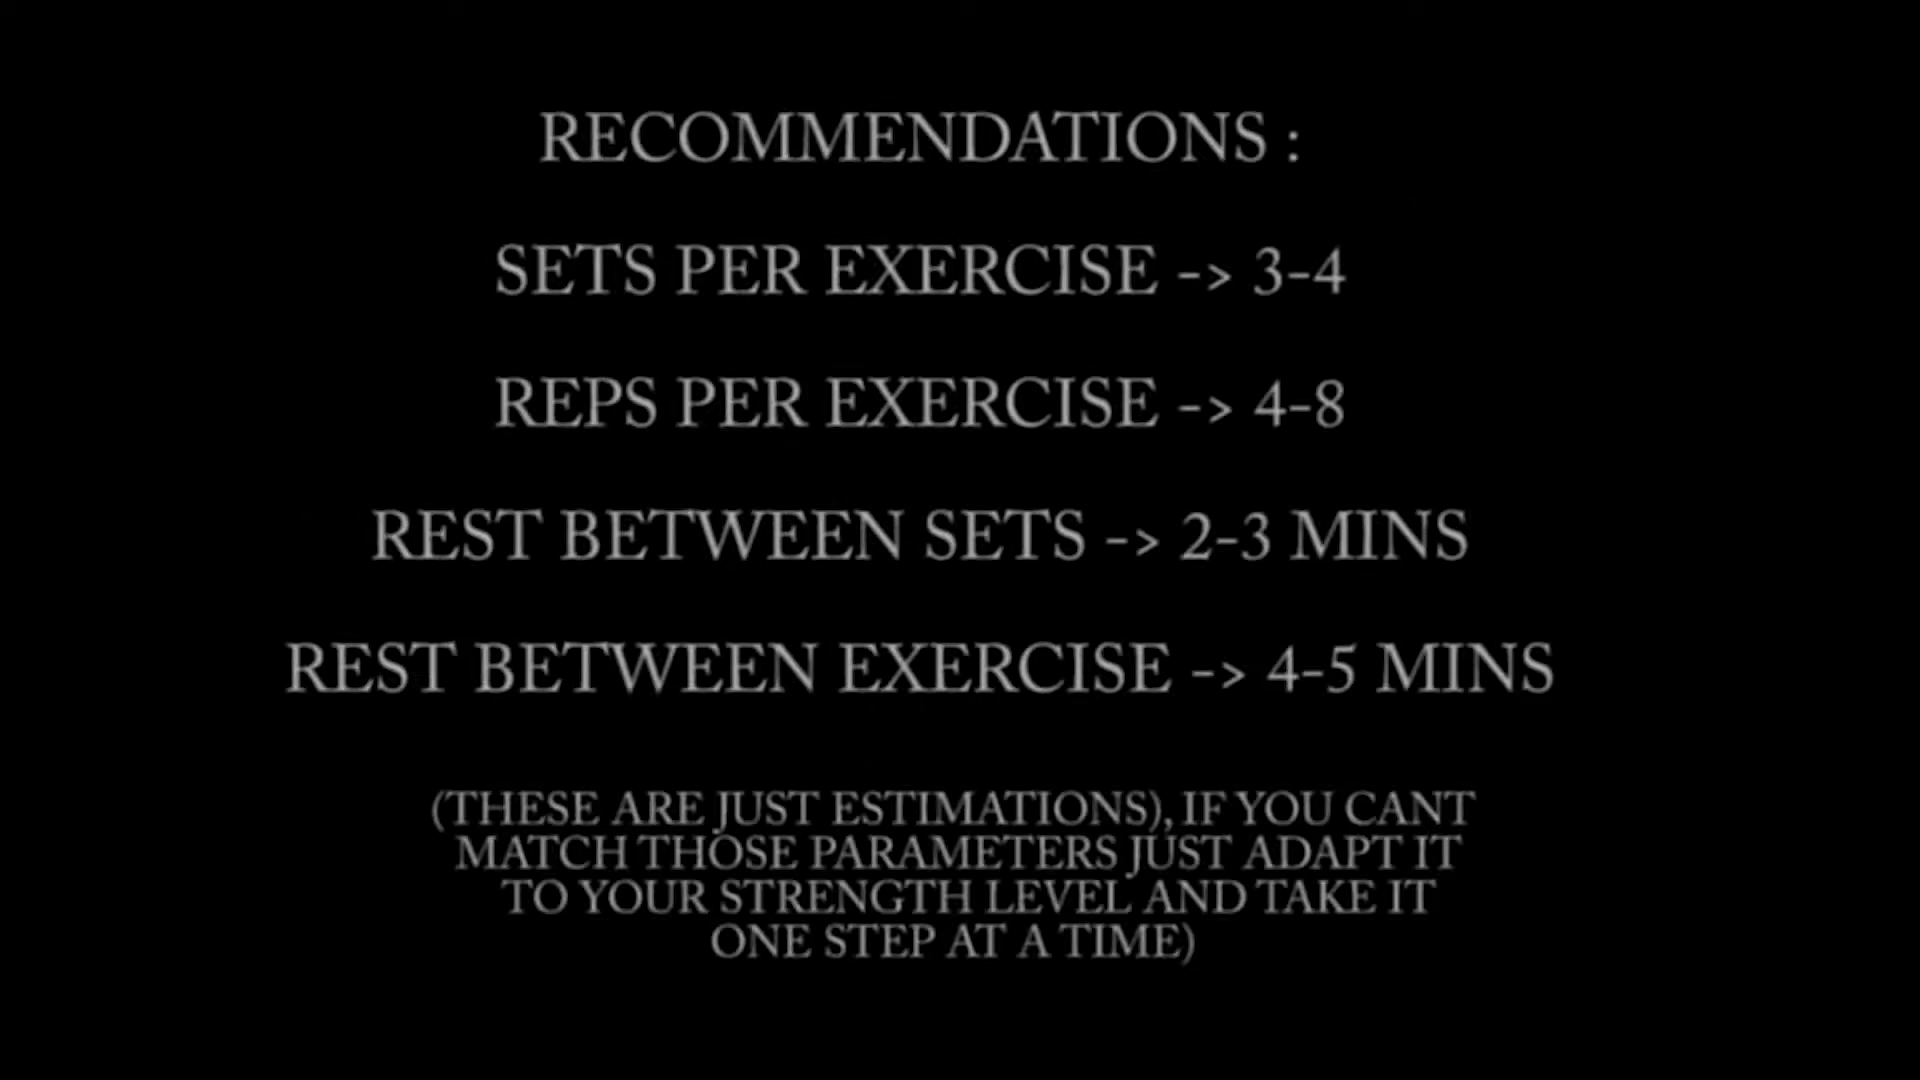 RECOMMENDATIONS :
SETS PER EXERCISE -> 3-4
REPS PER EXERCISE -> 4-8
REST BETWEEN SETS -> 2-3 MINS
REST BETWEEN EXERCISE -> 4-5 MINS
(THESE ARE JUST ESTIMATIONS), IF YOU CANT
MATCH THOSE PARAMETERS JUST ADAPT IT
TO YOUR STRENGTH LEVEL AND TAKE IT
ONE STEP AT A TIME)